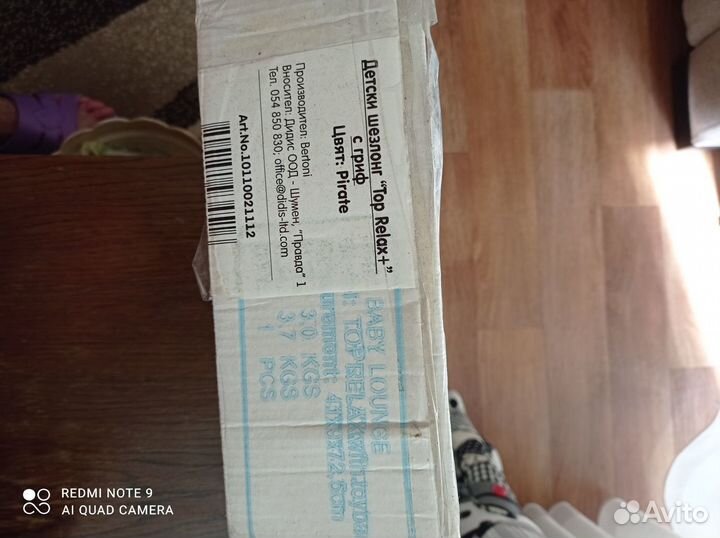 Детски шезлонг "Top Relax+"
с гриф
Цвят: Pirate
Производител: Bertoni
Вносител: Дидис ООД - Шумен, "Правда" 1
Тел. 054 850 830; office@didis-ltd.com
Art.No.10110021112
BABY LOUNGE
TOP RELAX with
3.0 KGS
3.7 KGS
1 PCS
REDMI NOTE 9
AI QUAD CAMERA
Avito